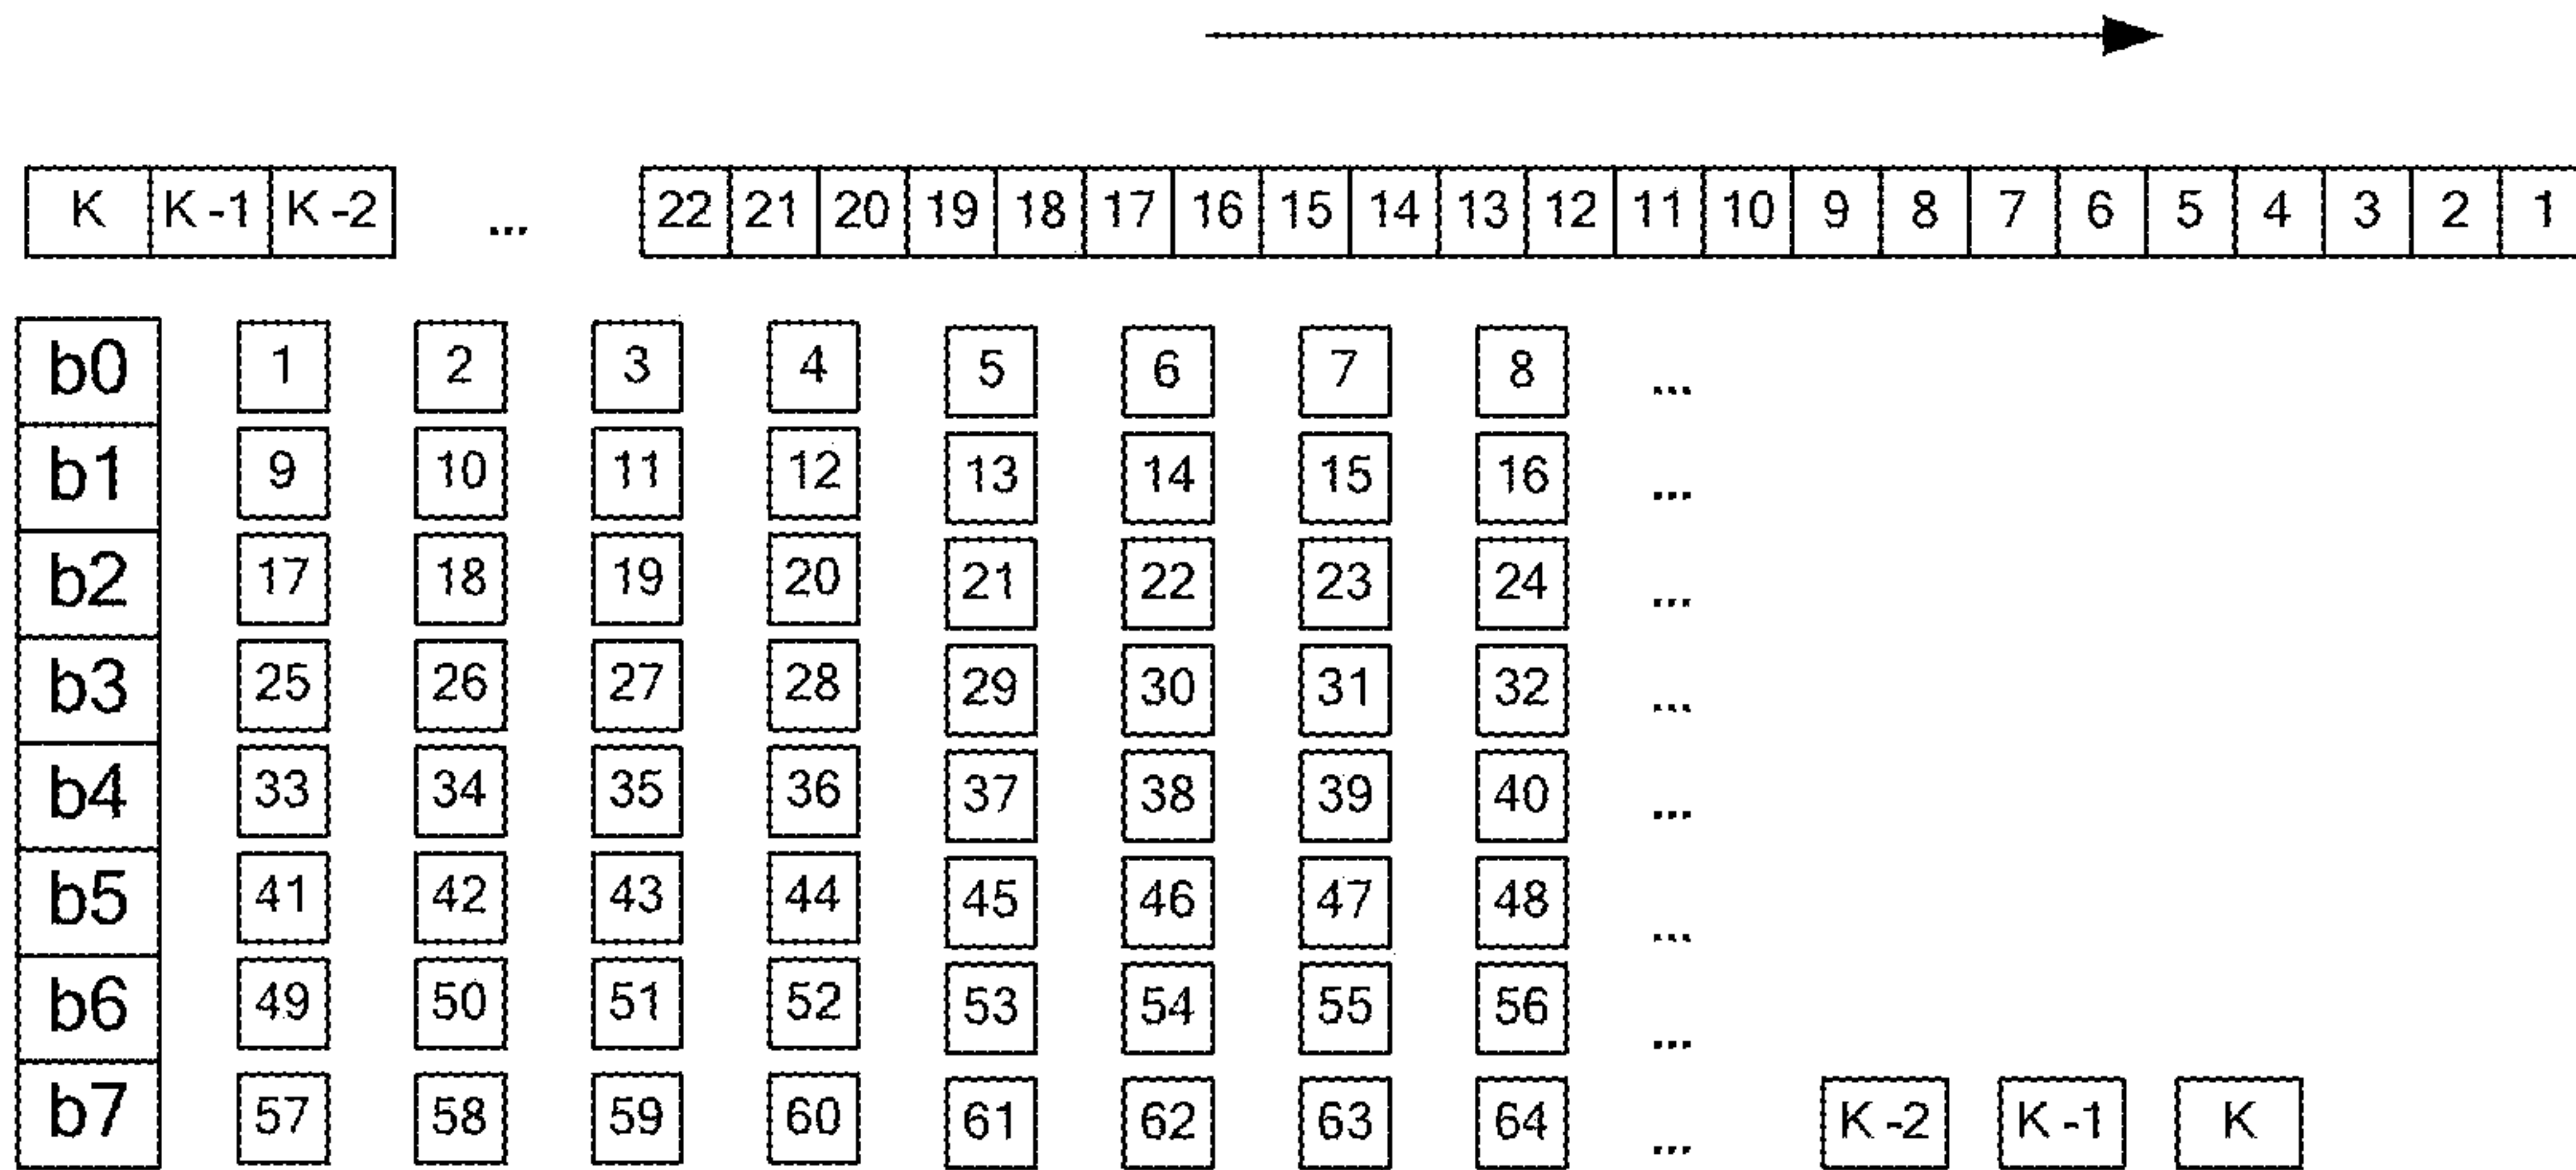 K K-1 K-2 ... 22 21 20 19 18 17 16 15 14 13 12 11 10 9 8 7 6 5 4 3 2 1
b0 1 2 3 4 5 6 7 8 ...
b1 9 10 11 12 13 14 15 16 ...
b2 17 18 19 20 21 22 23 24 ...
b3 25 26 27 28 29 30 31 32 ...
b4 33 34 35 36 37 38 39 40 ...
b5 41 42 43 44 45 46 47 48 ...
b6 49 50 51 52 53 54 55 56 ...
b7 57 58 59 60 61 62 63 64 ... K-2 K-1 K